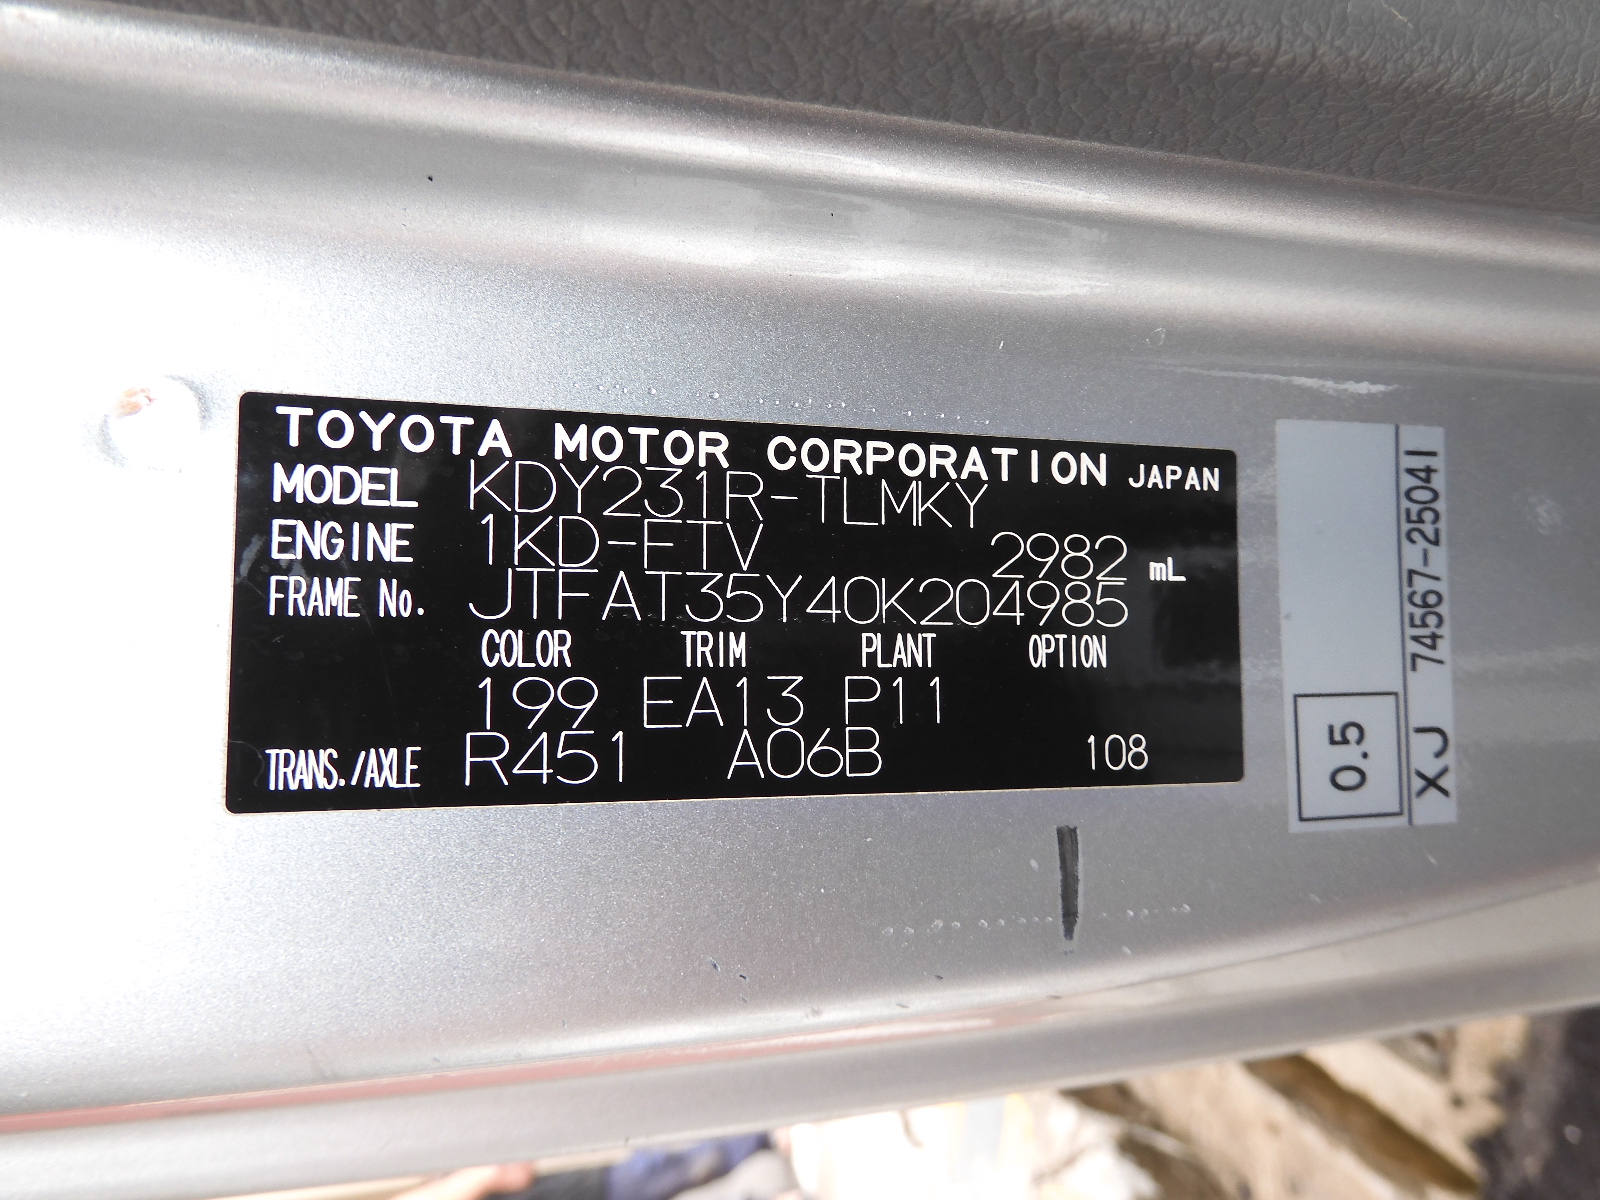 TOYOTA MOTOR CORPORATION JAPAN
MODEL KDY231R-TLMKY
ENGINE 1KD-FTV 2982 mL
FRAME No. JTFAT35Y40K204985
COLOR TRIM PLANT OPTION
199 EA13 P11
TRANS./AXLE R451 A06B 108
0.5
XJ 74567-25041